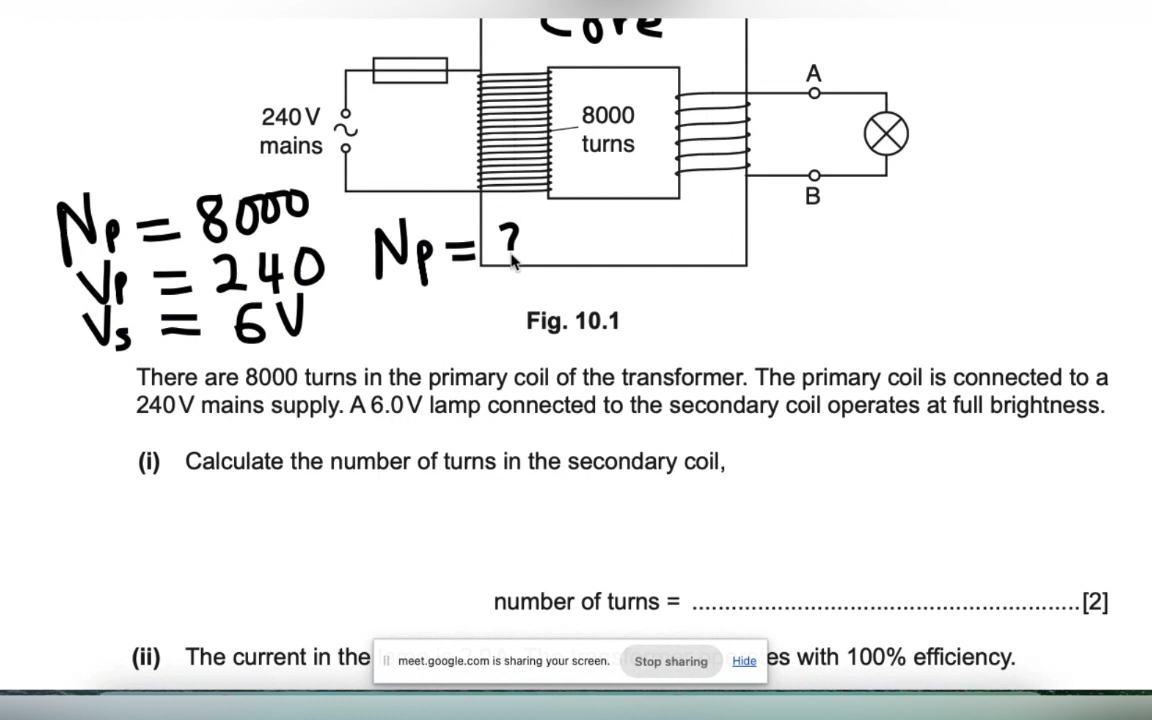 core
A
240 V
mains
8000
turns
B
Np = 8000
Vp = 240
Np = ?
Vs = 6V
Fig. 10.1
There are 8000 turns in the primary coil of the transformer. The primary coil is connected to a
240 V mains supply. A 6.0 V lamp connected to the secondary coil operates at full brightness.
(i) Calculate the number of turns in the secondary coil,
number of turns = ............................................................[2]
(ii) The current in the
meet.google.com is sharing your screen. Stop sharing Hide
es with 100% efficiency.